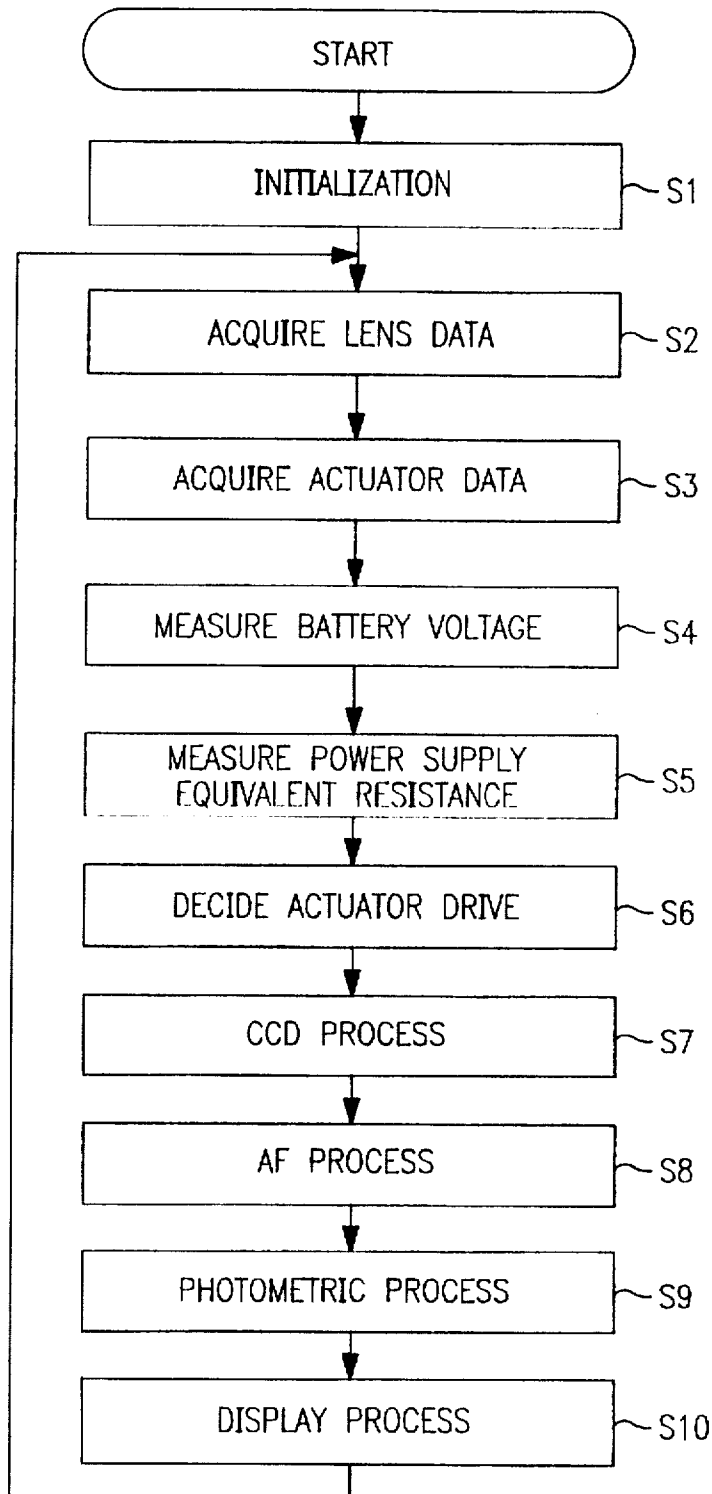 START
INITIALIZATION
S1
ACQUIRE LENS DATA
S2
ACQUIRE ACTUATOR DATA
S3
MEASURE BATTERY VOLTAGE
S4
MEASURE POWER SUPPLY
EQUIVALENT RESISTANCE
S5
DECIDE ACTUATOR DRIVE
S6
CCD PROCESS
S7
AF PROCESS
S8
PHOTOMETRIC PROCESS
S9
DISPLAY PROCESS
S10